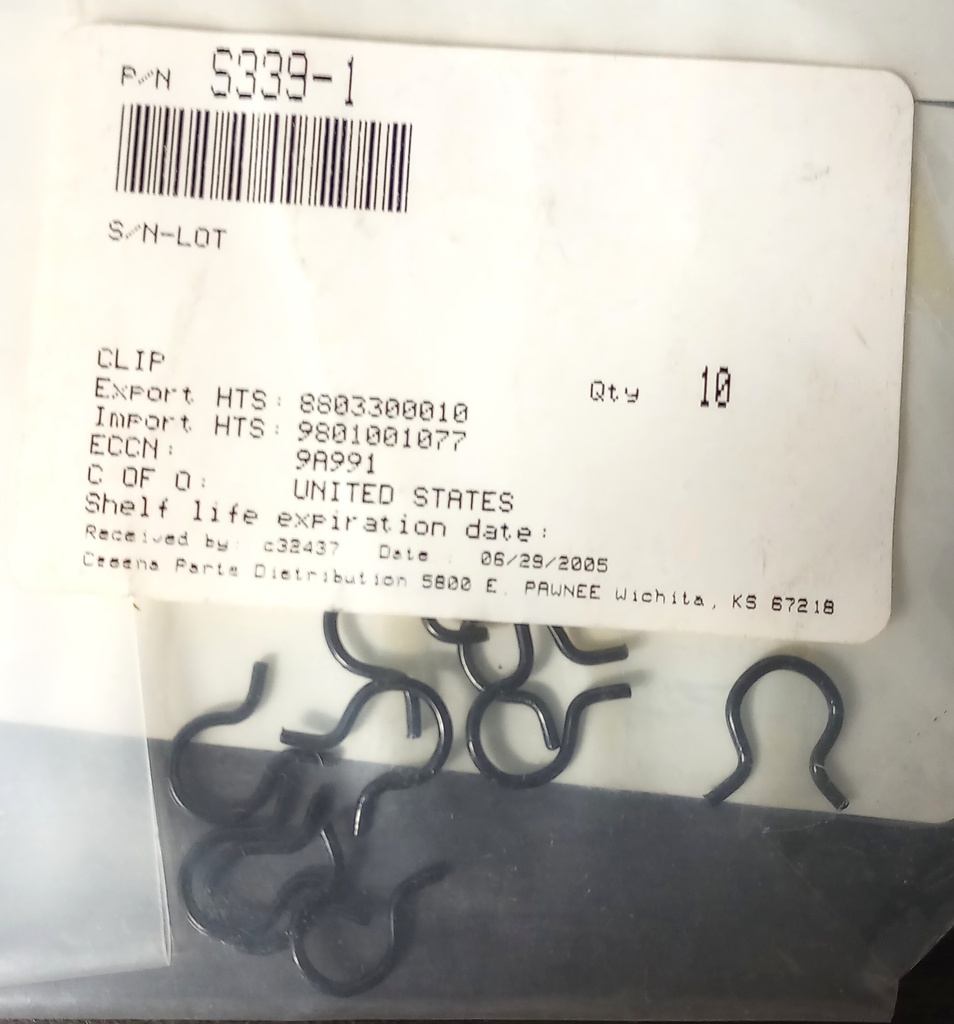 P/N S339-1
S/N-LOT
CLIP
Qty 10
Export HTS: 8803300010
Import HTS: 9801001077
ECCN: 9A991
C OF O: UNITED STATES
Shelf life expiration date:
Received by: c32437 Date : 06/29/2005
Cessna Parts Distribution 5800 E. PAWNEE Wichita, KS 67218